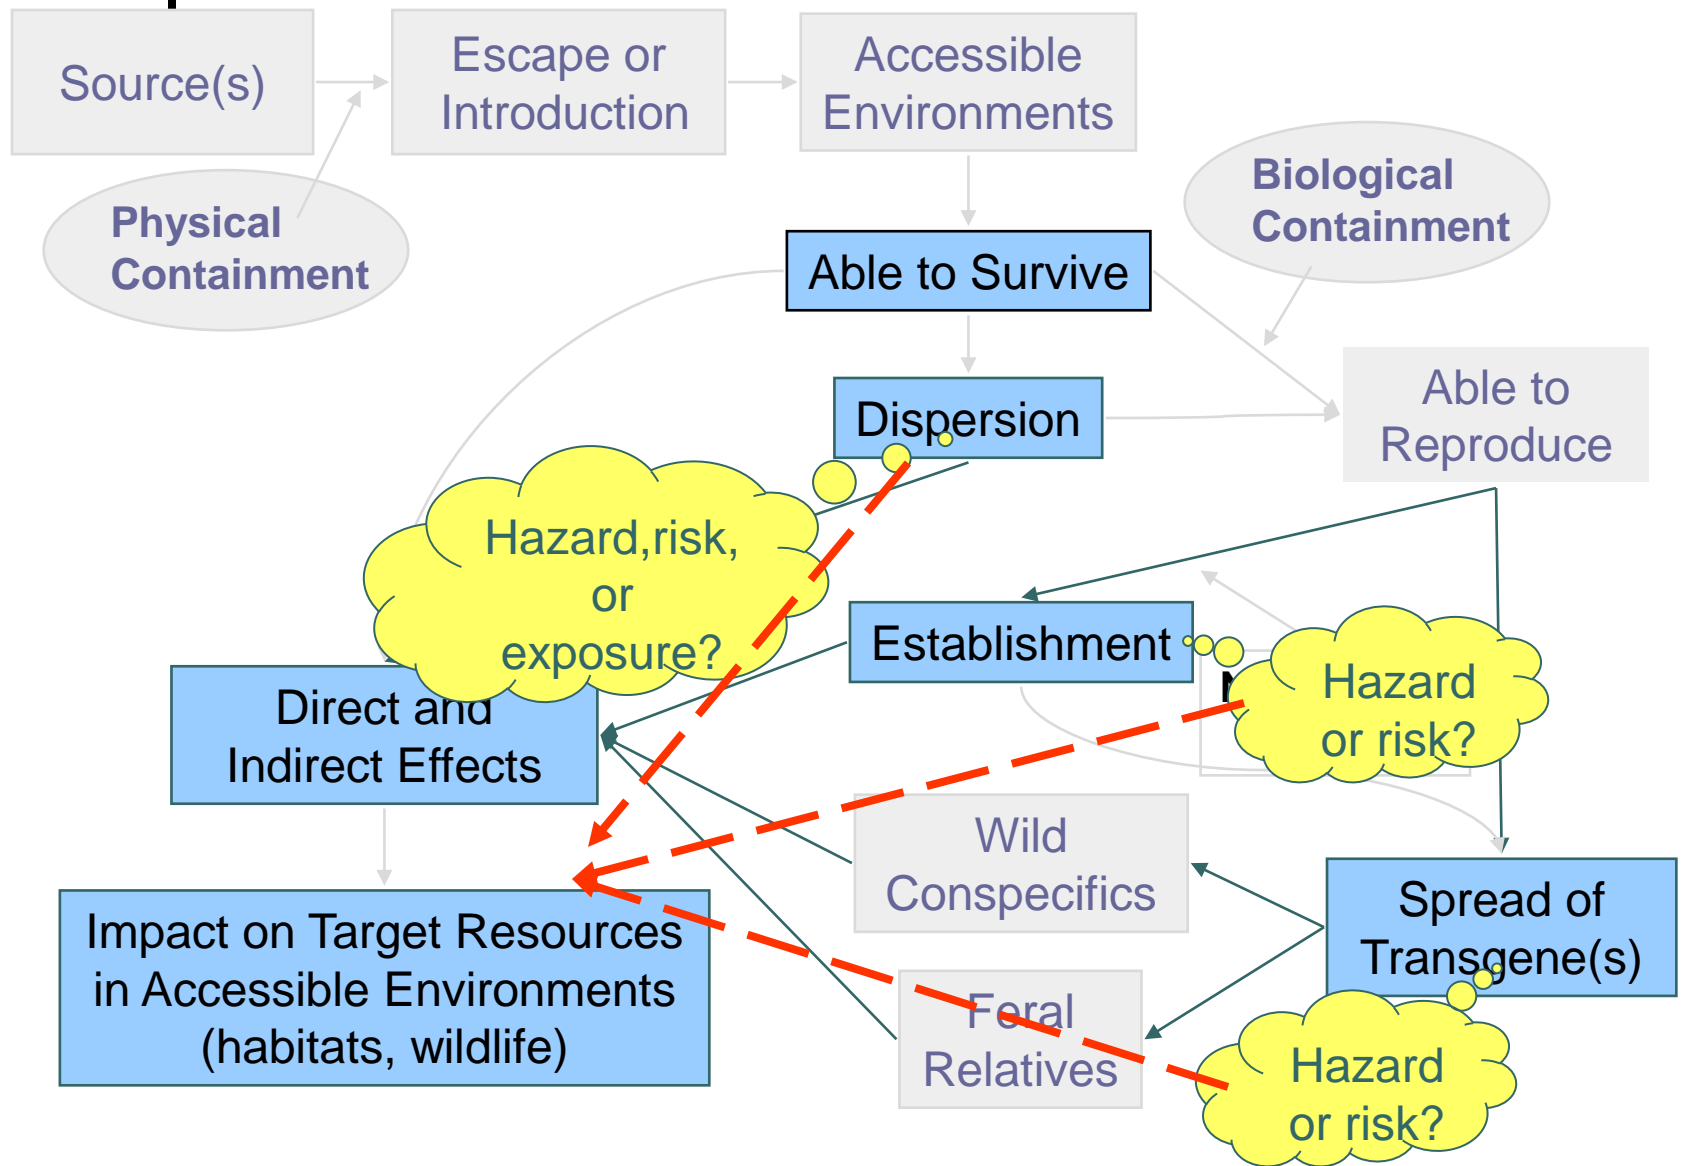 Source(s)
Escape or
Introduction
Accessible
Environments
Physical
Containment
Biological
Containment
Able to Survive
Dispersion
Able to
Reproduce
Hazard,risk,
or
exposure?
Establishment
Hazard
or risk?
Direct and
Indirect Effects
Wild
Conspecifics
Spread of
Transgene(s)
Impact on Target Resources
in Accessible Environments
(habitats, wildlife)
Feral
Relatives
Hazard
or risk?